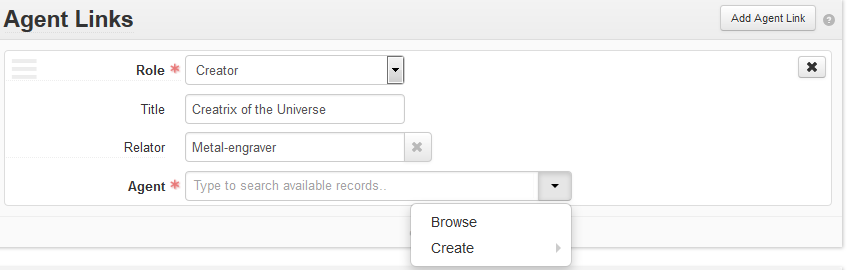 Agent Links
Add Agent Link
Role * Creator
Title Creatrix of the Universe
Relator Metal-engraver
Agent * Type to search available records..
Browse
Create